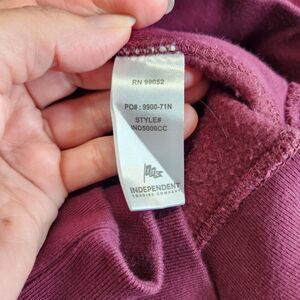 RN 99052
PO# : 9900-71N
STYLE#
IND5000CC
INDEPENDENT
TRADING COMPANY